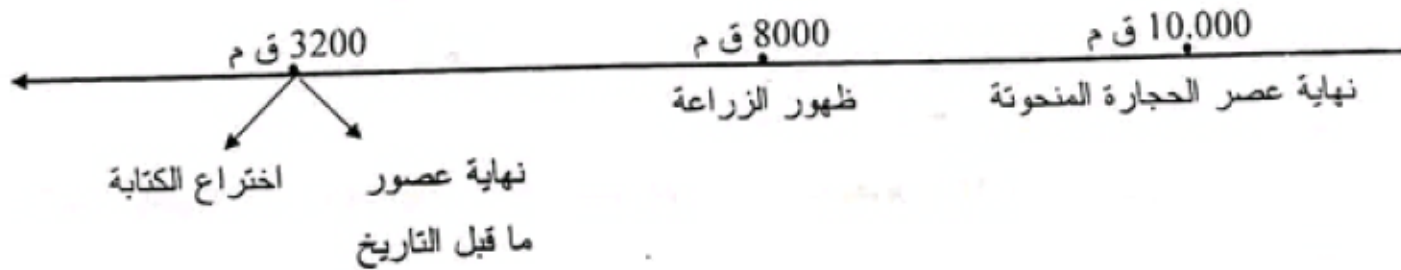 10.000 ق م
8000 ق م
3200 ق م
نهاية عصر الحجارة المنحوتة
ظهور الزراعة
نهاية عصور
ما قبل التاريخ
اختراع الكتابة